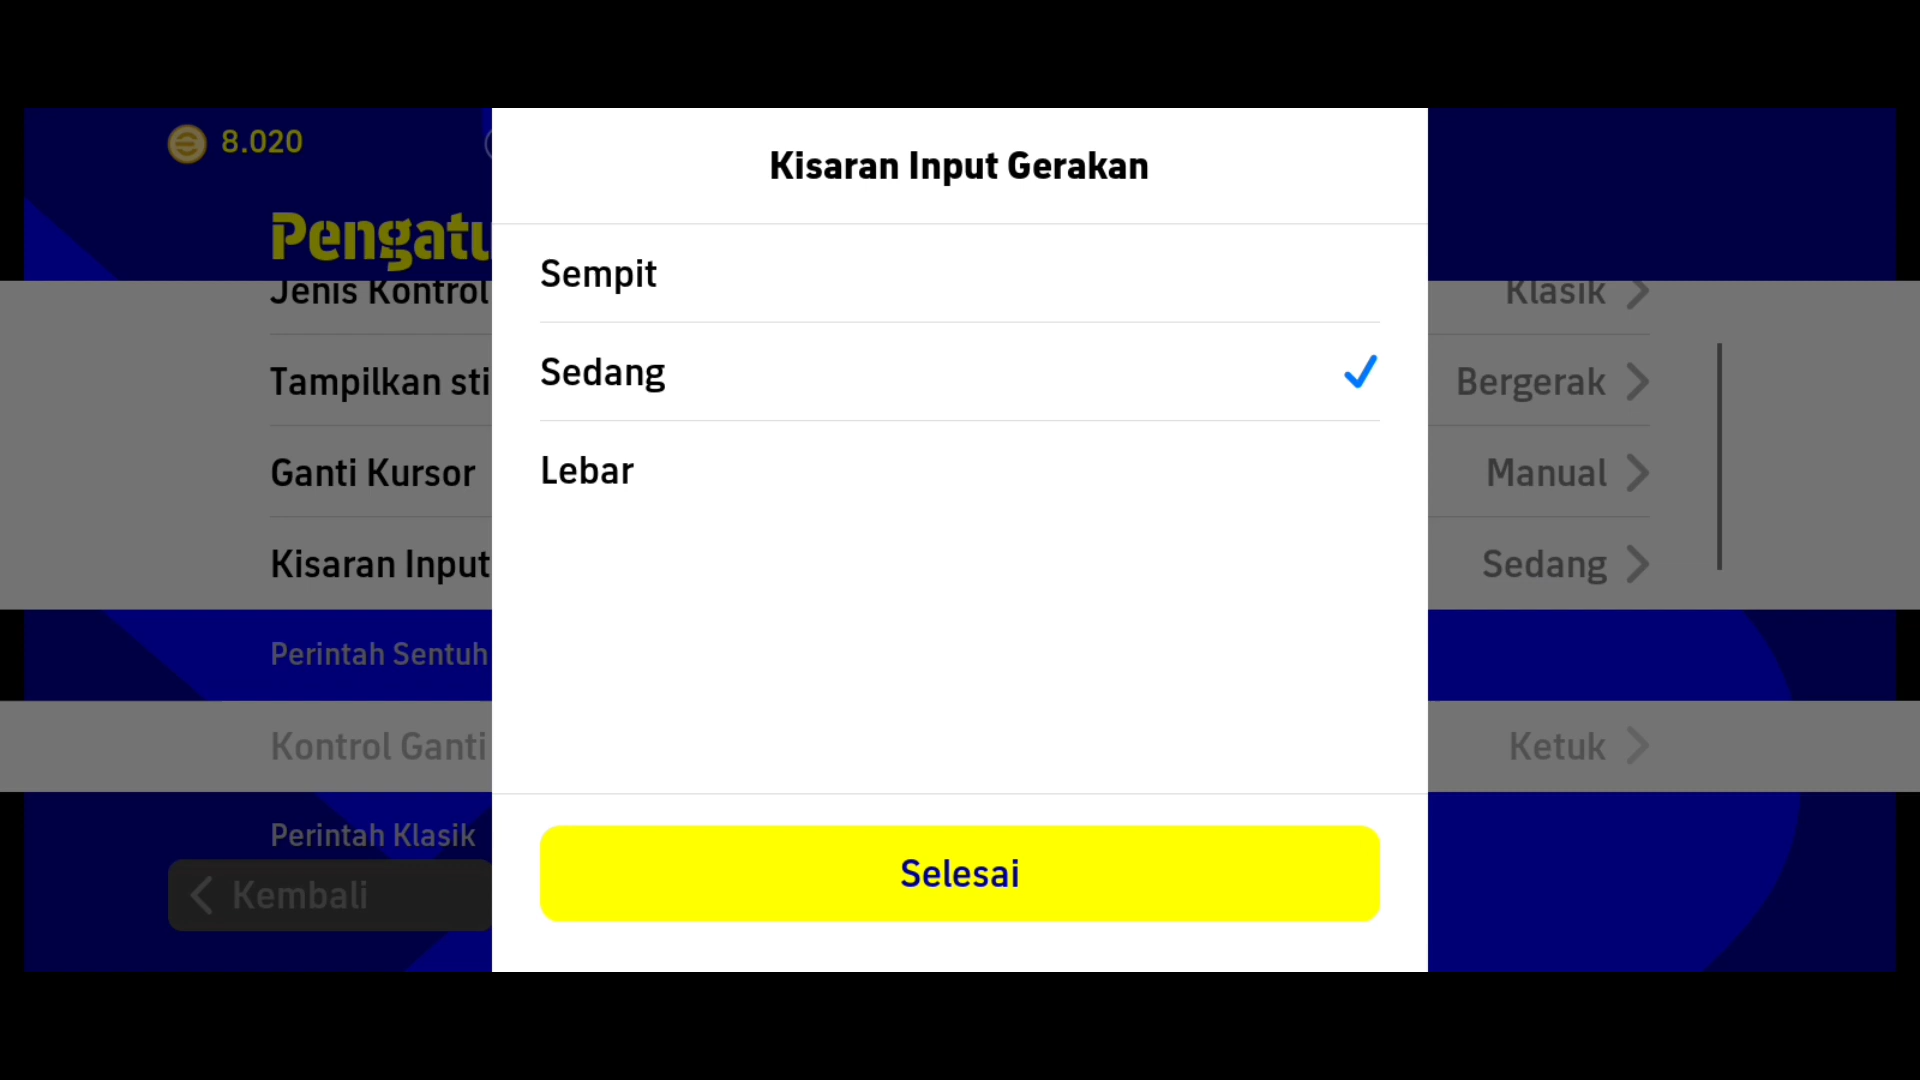 8.020
Kisaran Input Gerakan
Pengatu
Sempit
Jenis Kontrol
Klasik
Tampilkan sti
Sedang
Bergerak
Ganti Kursor
Lebar
Manual
Kisaran Input
Sedang
Perintah Sentuh
Kontrol Ganti
Ketuk
Perintah Klasik
Kembali
Selesai